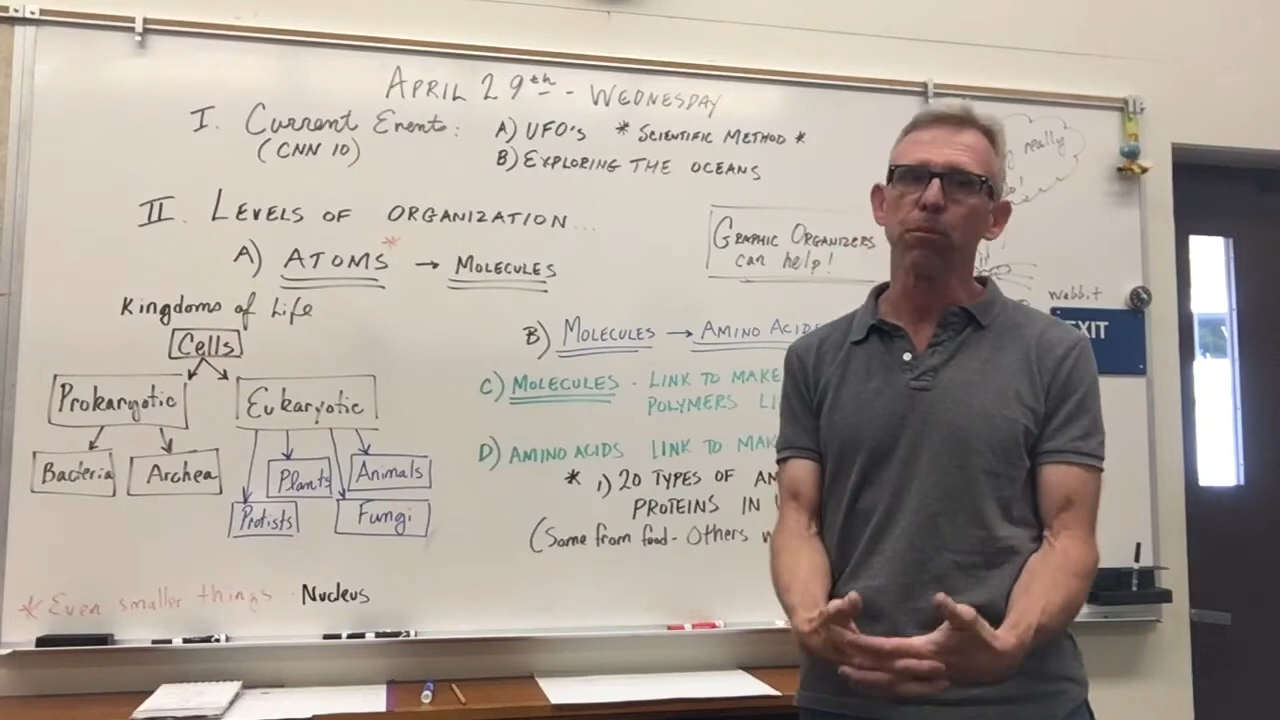 APRIL 29th - WEDNESDAY
I. Current Events: A) UFO's * SCIENTIFIC METHOD *
(CNN 10) B) EXPLORING THE OCEANS
II. LEVELS OF ORGANIZATION...
A) ATOMS* → MOLECULES
GRAPHIC ORGANIZERS
can help!
really
Wabbit
EXIT
Kingdoms of Life
Cells
Prokaryotic Eukaryotic
Bacteria Archea Plants Animals
Protists Fungi
B) MOLECULES → AMINO ACIDS
C) MOLECULES - LINK TO MAKE
POLYMERS
D) AMINO ACIDS LINK TO
* 1) 20 TYPES OF
PROTEINS IN
(Some from food - Others
* Even smaller things Nucleus